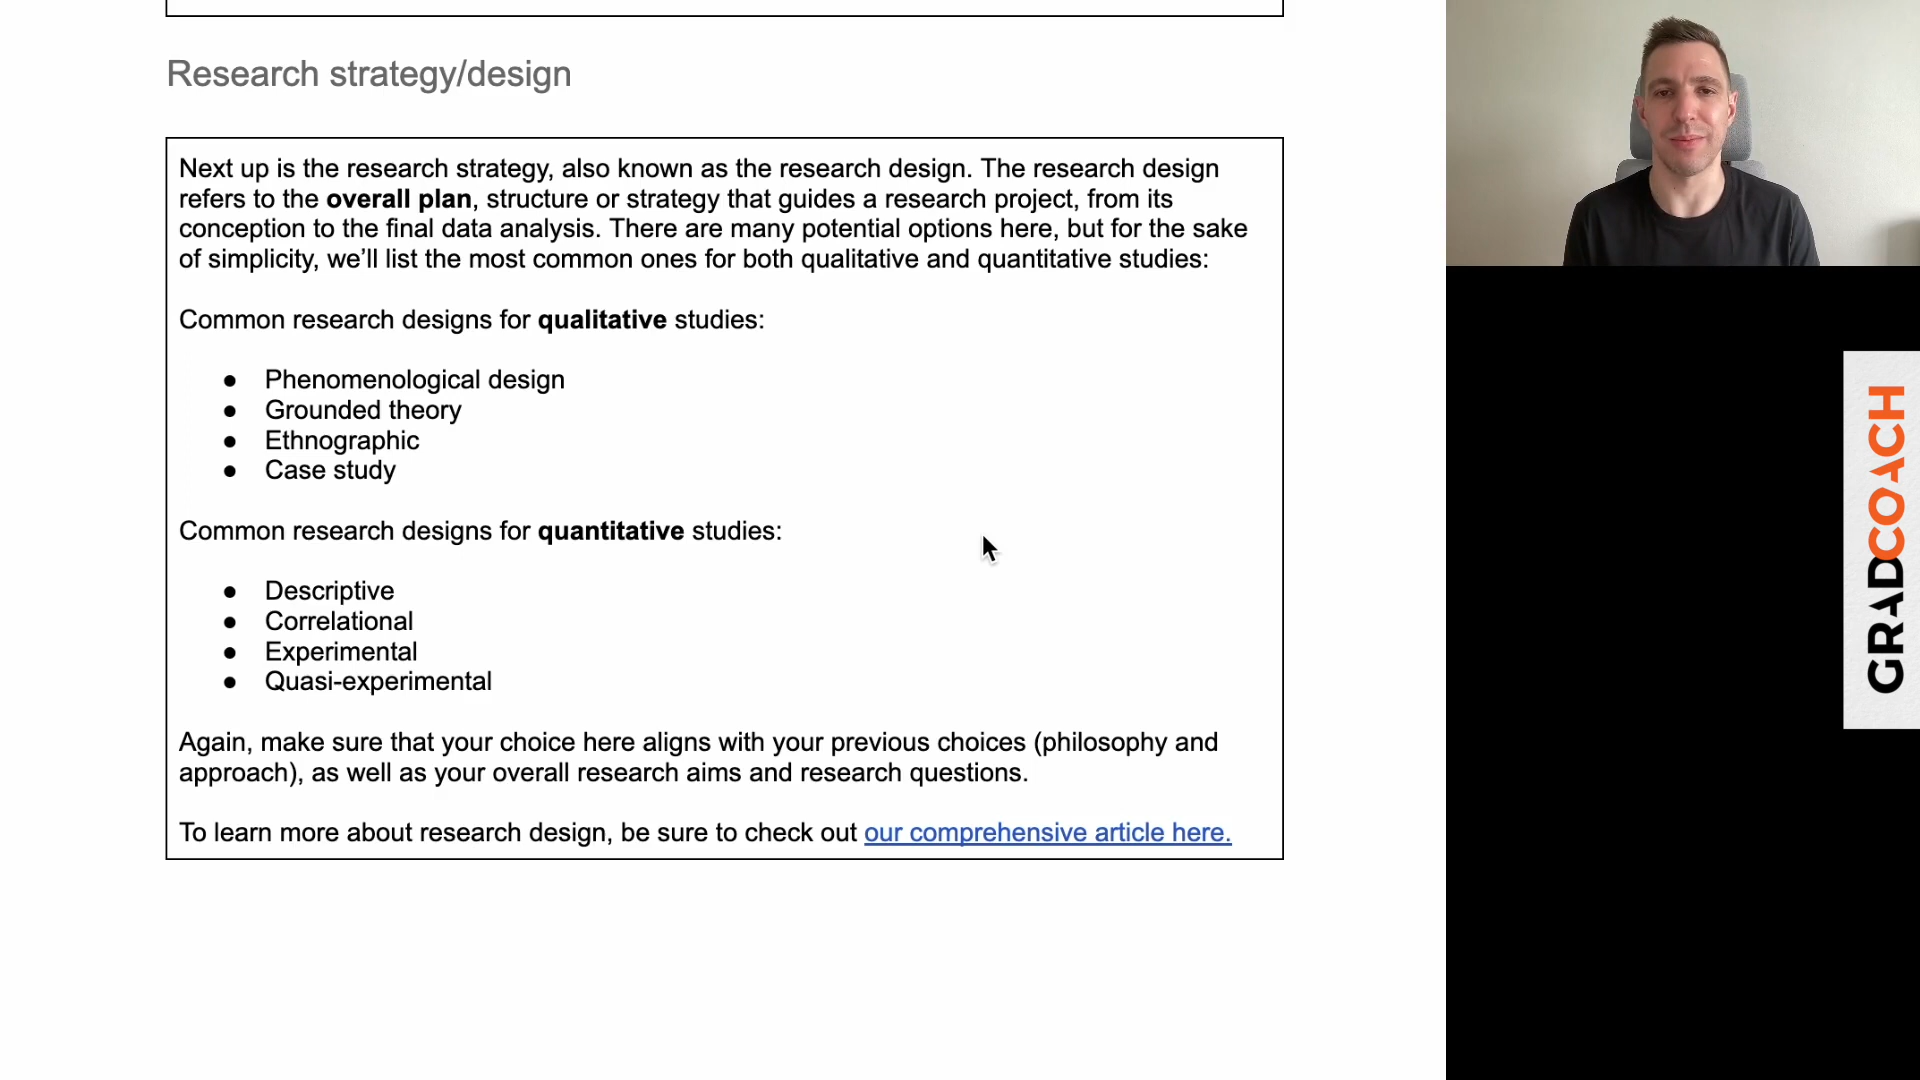 Research strategy/design
Next up is the research strategy, also known as the research design. The research design
refers to the overall plan, structure or strategy that guides a research project, from its
conception to the final data analysis. There are many potential options here, but for the sake
of simplicity, we’ll list the most common ones for both qualitative and quantitative studies:
Common research designs for qualitative studies:
● Phenomenological design
● Grounded theory
● Ethnographic
● Case study
Common research designs for quantitative studies:
● Descriptive
● Correlational
● Experimental
● Quasi-experimental
Again, make sure that your choice here aligns with your previous choices (philosophy and
approach), as well as your overall research aims and research questions.
To learn more about research design, be sure to check out our comprehensive article here.
GRADCOACH